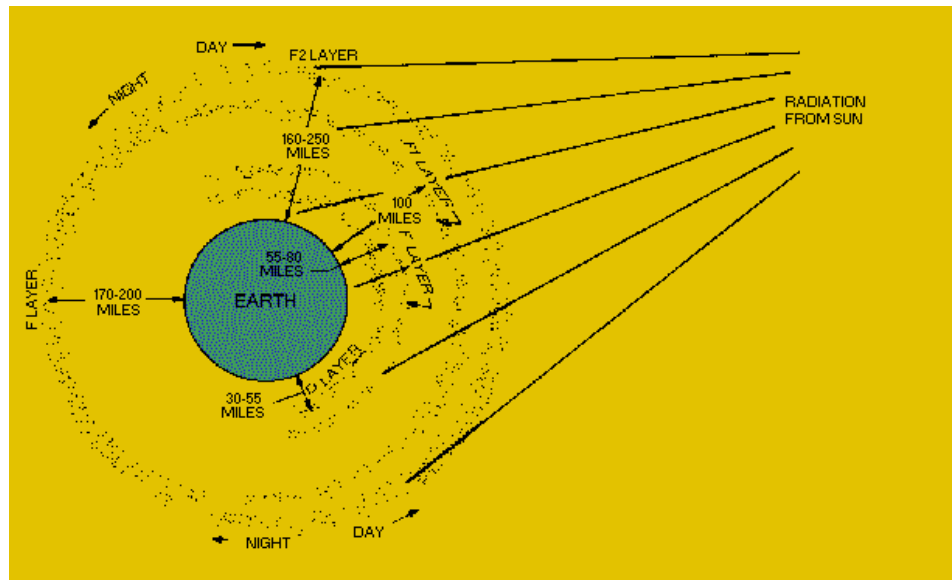 DAY
F2 LAYER
NIGHT
RADIATION
FROM SUN
160-250
MILES
F1 LAYER
100
MILES
F LAYER
55-80
MILES
EARTH
170-200
MILES
F LAYER
D LAYER
30-55
MILES
DAY
NIGHT